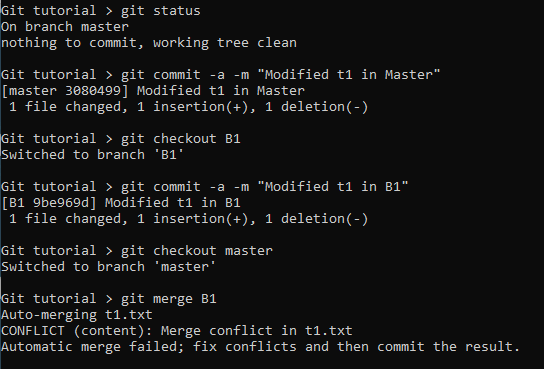 Git tutorial > git status
On branch master
nothing to commit, working tree clean
Git tutorial > git commit -a -m "Modified t1 in Master"
[master 3080499] Modified t1 in Master
1 file changed, 1 insertion(+), 1 deletion(-)
Git tutorial > git checkout B1
Switched to branch 'B1'
Git tutorial > git commit -a -m "Modified t1 in B1"
[B1 9be969d] Modified t1 in B1
1 file changed, 1 insertion(+), 1 deletion(-)
Git tutorial > git checkout master
Switched to branch 'master'
Git tutorial > git merge B1
Auto-merging t1.txt
CONFLICT (content): Merge conflict in t1.txt
Automatic merge failed; fix conflicts and then commit the result.